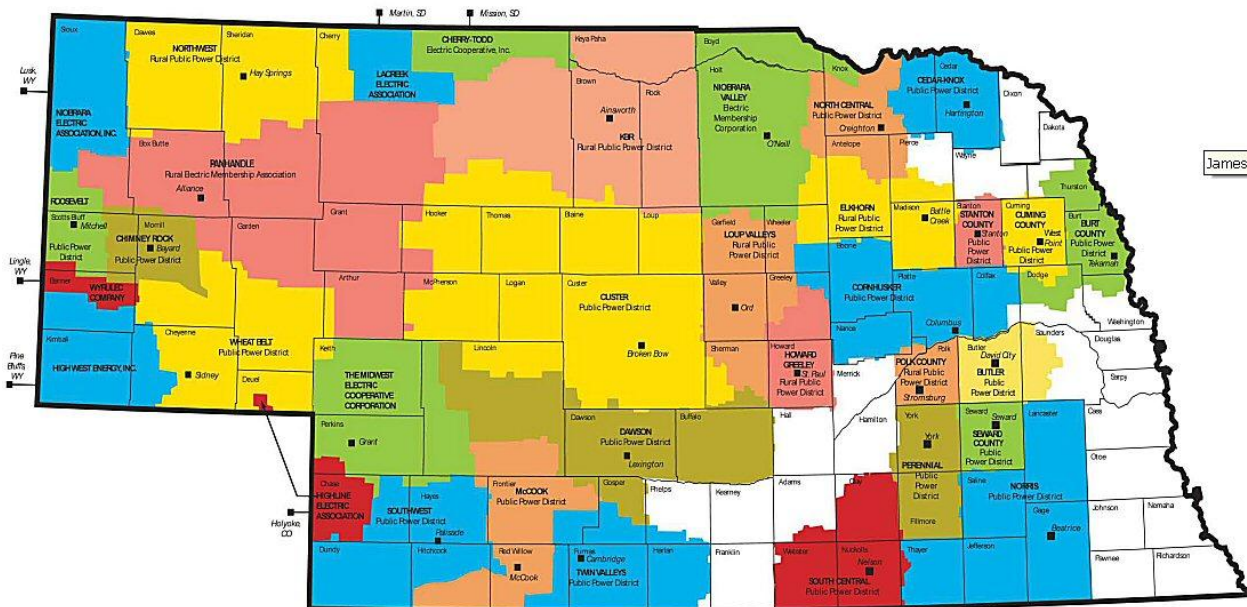 Martin, SD
Mission, SD
Sioux
Dawes
Sheridan
Cherry
NORTHWEST
Rural Public Power District
Hay Springs
CHERRY-TODD
Electric Cooperative, Inc.
LACREEK
ELECTRIC
ASSOCIATION
Keya Paha
Boyd
Holt
Knox
Cedar
CEDAR-KNOX
Public Power District
Hartington
Dixon
Dakota
Lusk,
WY
NIOBRARA
ELECTRIC
ASSOCIATION, INC.
Brown
Rock
Ainsworth
KBR
Rural Public Power District
NIOBRARA
VALLEY
Electric
Membership
Corporation
O'Neill
NORTH CENTRAL
Public Power District
Creighton
Antelope
Pierce
Wayne
Thurston
James
Box Butte
PANHANDLE
Rural Electric Membership Association
Alliance
ROOSEVELT
Scotts Bluff
Mitchell
Public Power
District
Morrill
CHIMNEY ROCK
Bayard
Public Power District
Garden
Grant
Hooker
Thomas
Blaine
Loup
Garfield
Wheeler
LOUP VALLEYS
Rural Public
Power
District
ELKHORN
Rural Public
Power
District
Madison
Battle
Creek
Stanton
STANTON
COUNTY
Stanton
Public
Power
District
Cuming
CUMING
COUNTY
West
Point
Public Power
District
Burt
BURT
COUNTY
Public Power
District
Tekamah
Boone
Lingle,
WY
Banner
WYRULEC
COMPANY
Arthur
McPherson
Logan
Custer
CUSTER
Public Power District
Broken Bow
Valley
Ord
Greeley
Platte
Colfax
Dodge
CORNHUSKER
Public Power District
Columbus
Nance
Washington
Douglas
Saunders
Sarpy
Kimball
Cheyenne
WHEAT BELT
Public Power District
Sidney
Deuel
HIGH WEST ENERGY, INC.
Pine
Bluffs,
WY
Keith
Lincoln
THE MIDWEST
ELECTRIC
COOPERATIVE
CORPORATION
Sherman
Howard
HOWARD
GREELEY
St. Paul
Rural Public
Power
District
Merrick
Polk
POLK COUNTY
Rural Public
Power District
Stromsburg
Butler
David City
BUTLER
Public
Power District
Perkins
Grant
Dawson
Buffalo
DAWSON
Public Power District
Lexington
Hall
Hamilton
York
York
PERENNIAL
Public
Power
District
Seward
Seward
SEWARD
COUNTY
Public Power
District
Lancaster
Cass
Otoe
Chase
HIGHLINE
ELECTRIC
ASSOCIATION
Holyoke,
CO
Hayes
SOUTHWEST
Public Power District
Palisade
Frontier
McCOOK
Public Power District
Gosper
Phelps
Kearney
Adams
Clay
Fillmore
Saline
NORRIS
Public Power District
Gage
Beatrice
Johnson
Nemaha
Dundy
Hitchcock
Red Willow
McCook
Furnas
Cambridge
TWIN VALLEYS
Public Power District
Harlan
Franklin
Webster
Nuckolls
Nelson
SOUTH CENTRAL
Public Power District
Thayer
Jefferson
Pawnee
Richardson